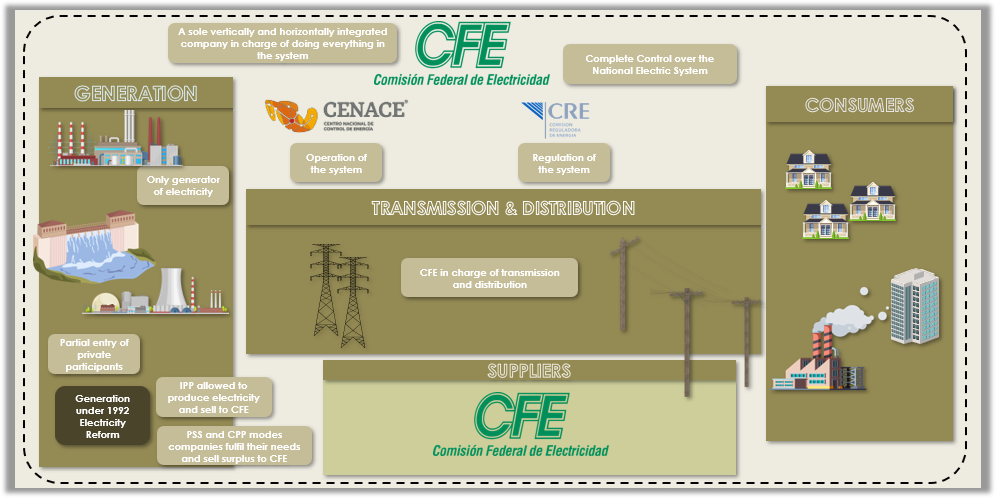 A sole vertically and horizontally integrated
company in charge of doing everything in
the system
CFE
Comisión Federal de Electricidad
Complete Control over the
National Electric System
GENERATION
CENACE®
CENTRO NACIONAL DE
CONTROL DE ENERGÍA
CRE
COMISIÓN
REGULADORA
DE ENERGÍA
CONSUMERS
Operation of
the system
Regulation of
the system
Only generator
of electricity
TRANSMISSION & DISTRIBUTION
CFE in charge of transmission
and distribution
Partial entry of
private
participants
Generation
under 1992
Electricity
Reform
IPP allowed to
produce electricity
and sell to CFE
PSS and CPP modes
companies fulfil their needs
and sell surplus to CFE
SUPPLIERS
CFE
Comisión Federal de Electricidad